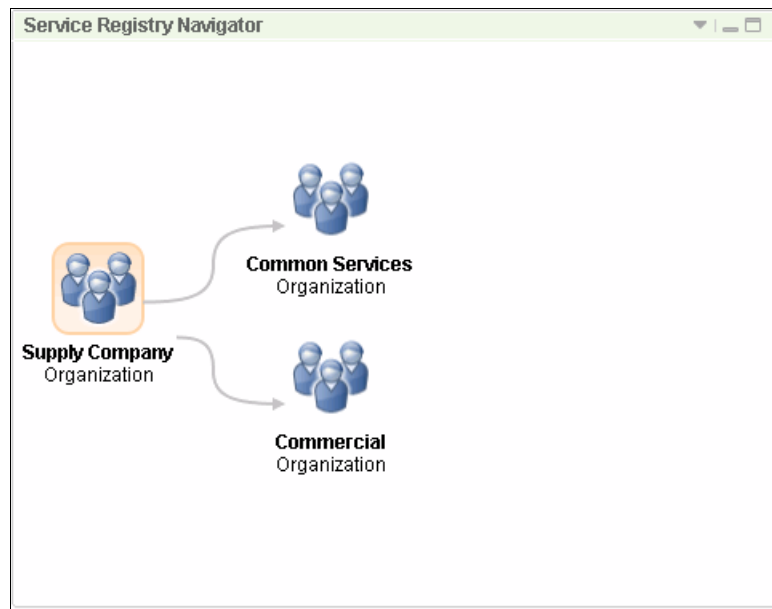 Service Registry Navigator
Common Services
Organization
Supply Company
Organization
Commercial
Organization